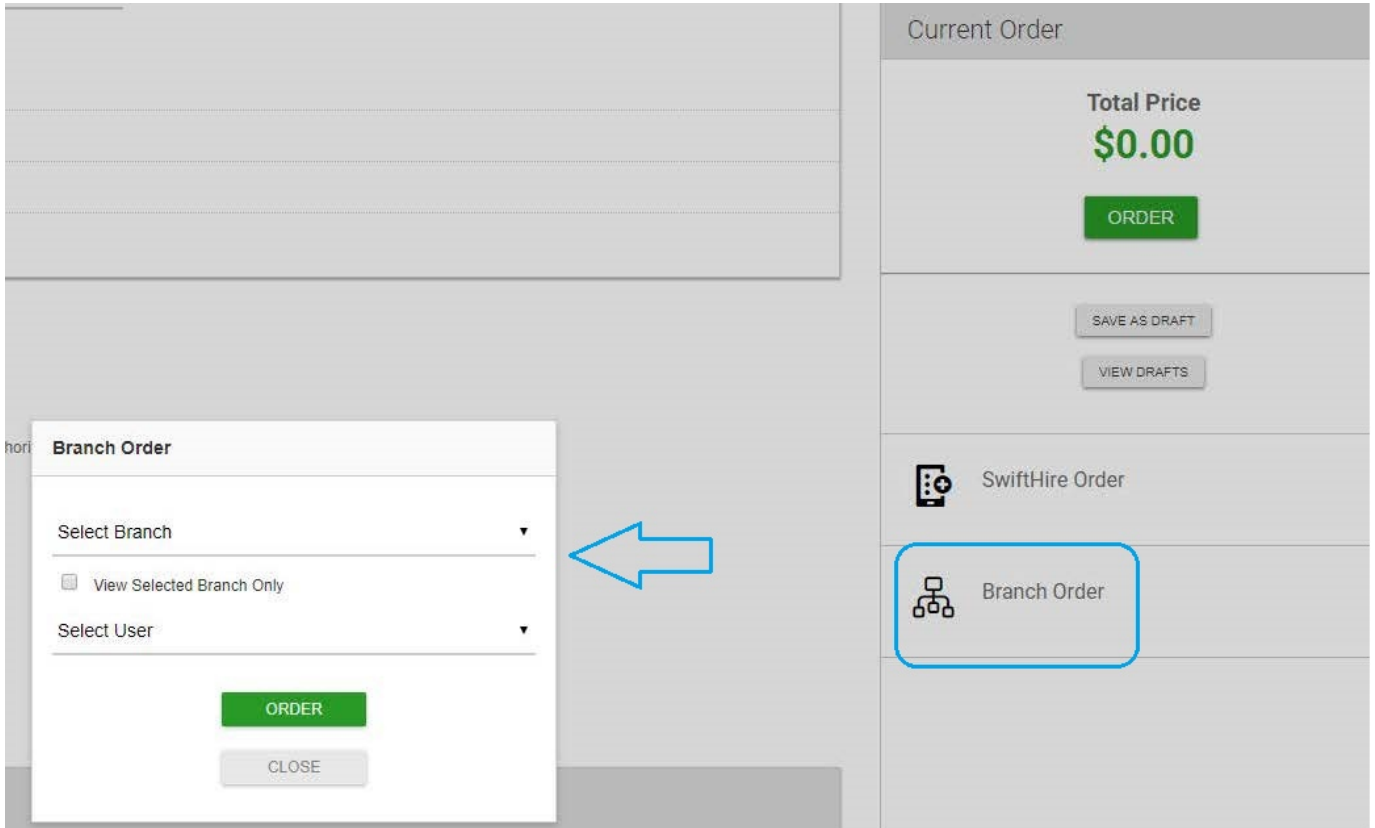 Current Order
Total Price
$0.00
ORDER
SAVE AS DRAFT
VIEW DRAFTS
SwiftHire Order
Branch Order
hori
Branch Order
Select Branch
View Selected Branch Only
Select User
ORDER
CLOSE